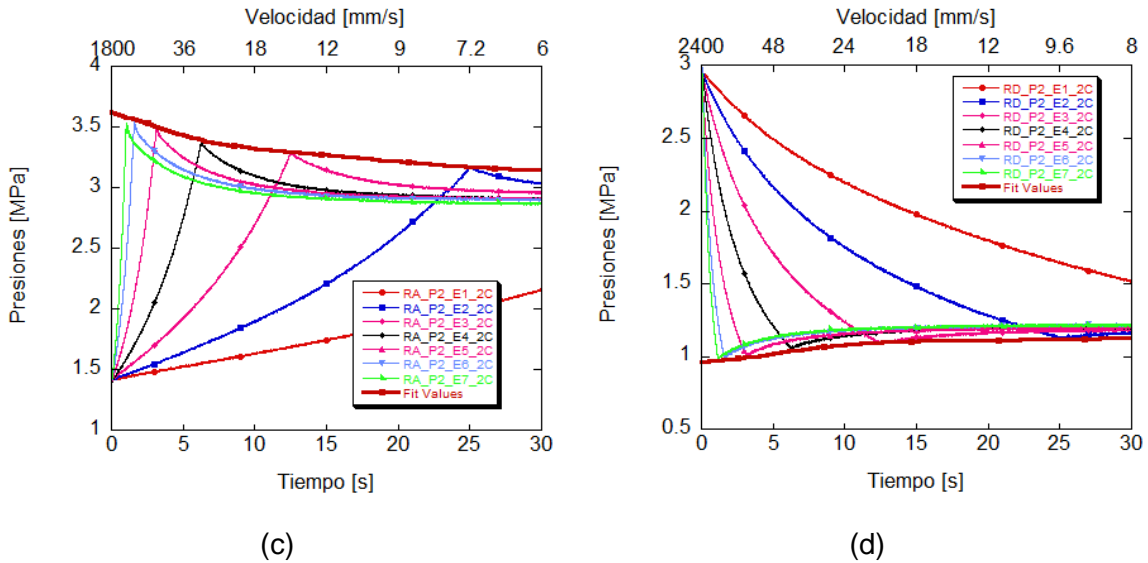 Velocidad [mm/s]
1800 36 18 12 9 7.2 6
4
3.5
3
2.5
2
1.5
1
Presiones [MPa]
RA_P2_E1_2C
RA_P2_E2_2C
RA_P2_E3_2C
RA_P2_E4_2C
RA_P2_E5_2C
RA_P2_E6_2C
RA_P2_E7_2C
Fit Values
0 5 10 15 20 25 30
Tiempo [s]
(c)
Velocidad [mm/s]
2400 48 24 18 12 9.6 8
3
2.5
2
1.5
1
0.5
Presiones [MPa]
RD_P2_E1_2C
RD_P2_E2_2C
RD_P2_E3_2C
RD_P2_E4_2C
RD_P2_E5_2C
RD_P2_E6_2C
RD_P2_E7_2C
Fit Values
0 5 10 15 20 25 30
Tiempo [s]
(d)